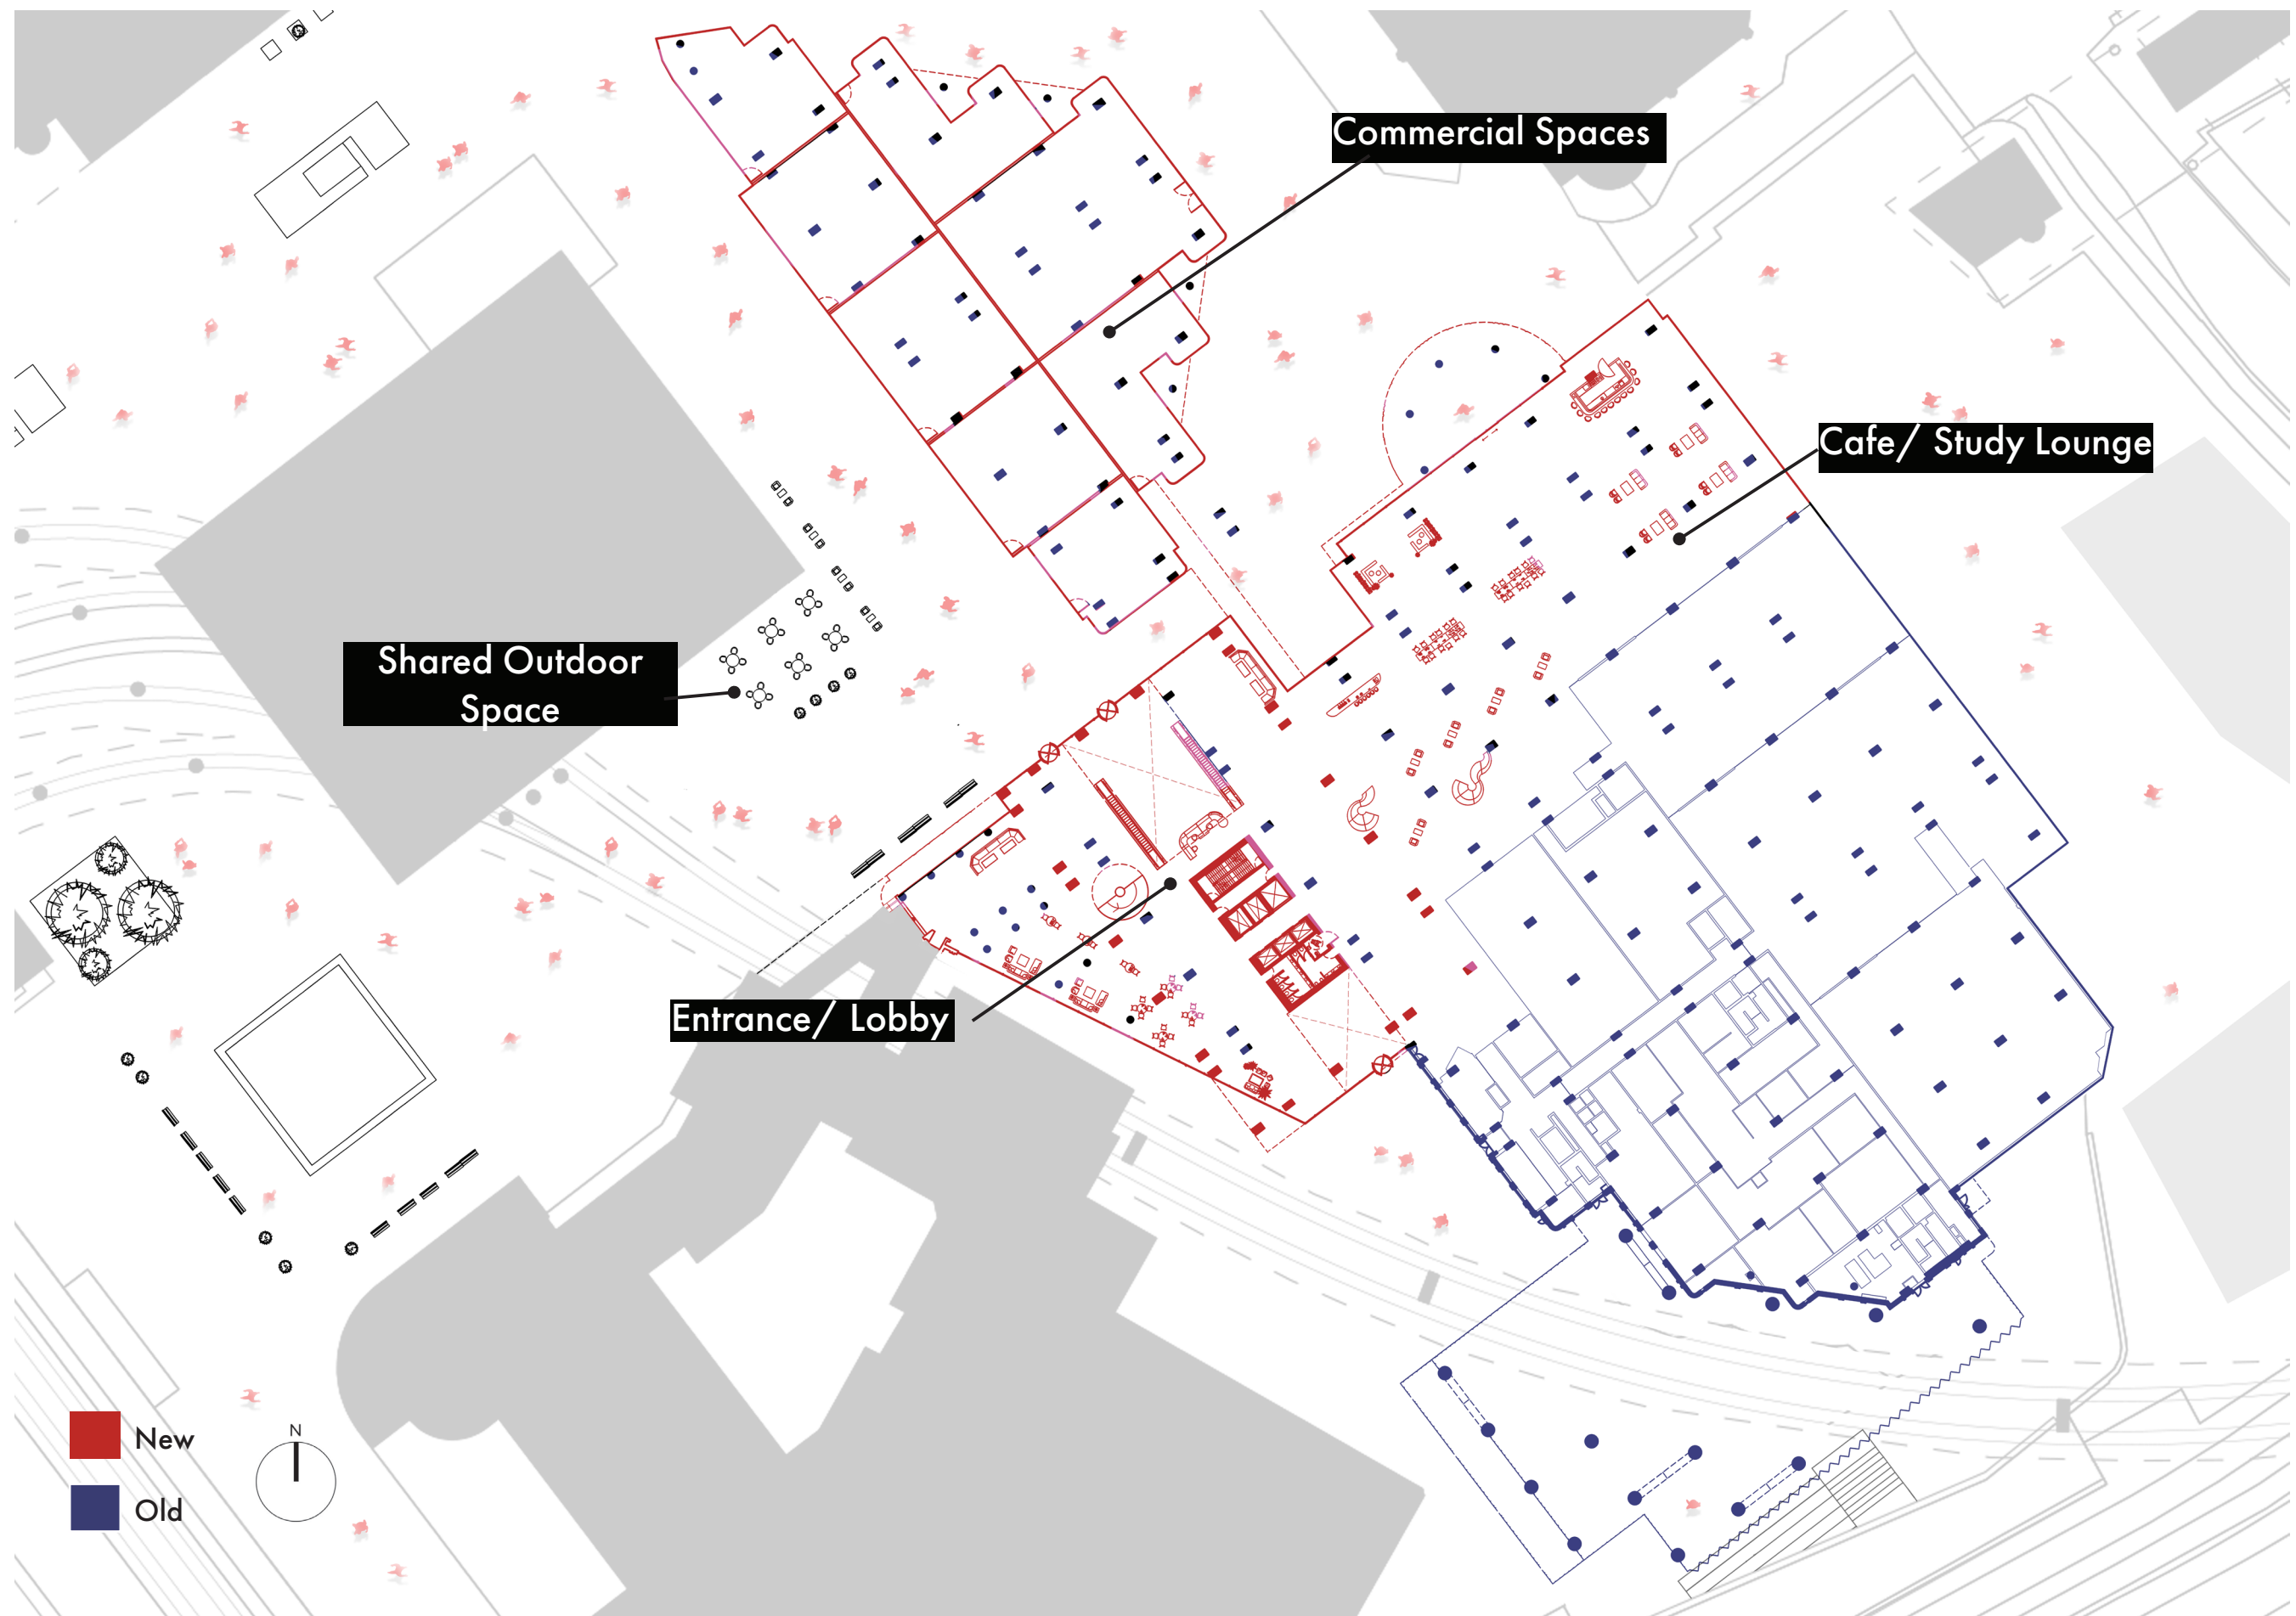 Commercial Spaces
Cafe/ Study Lounge
Shared Outdoor
Space
Entrance/ Lobby
New
N
Old